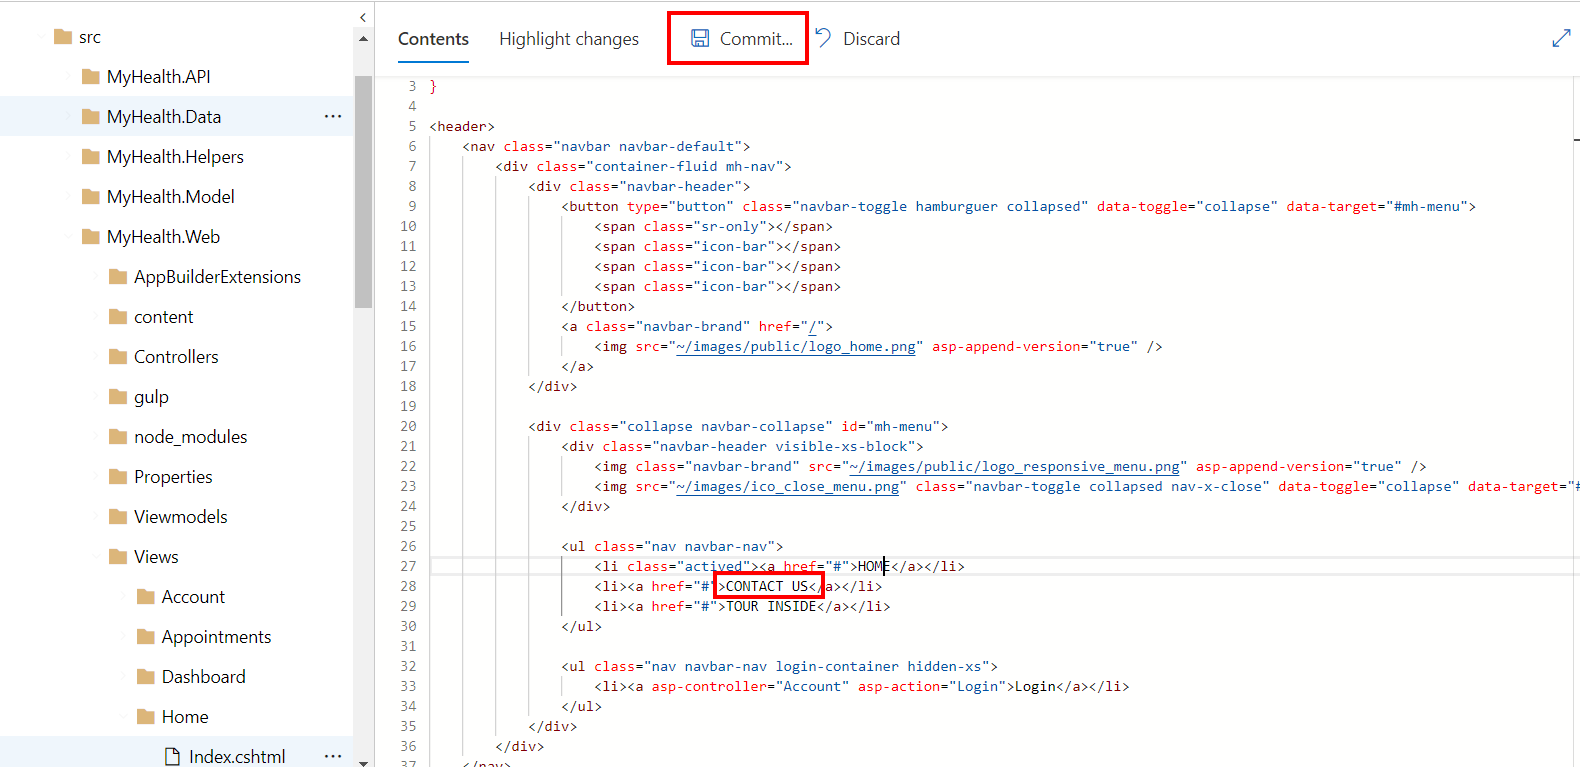 src
MyHealth.API
MyHealth.Data
MyHealth.Helpers
MyHealth.Model
MyHealth.Web
AppBuilderExtensions
content
Controllers
gulp
node_modules
Properties
Viewmodels
Views
Account
Appointments
Dashboard
Home
Index.cshtml
Contents Highlight changes Commit... Discard
3 }
4
5 <header>
6 <nav class="navbar navbar-default">
7 <div class="container-fluid mh-nav">
8 <div class="navbar-header">
9 <button type="button" class="navbar-toggle hamburguer collapsed" data-toggle="collapse" data-target="#mh-menu">
10 <span class="sr-only"></span>
11 <span class="icon-bar"></span>
12 <span class="icon-bar"></span>
13 <span class="icon-bar"></span>
14 </button>
15 <a class="navbar-brand" href="/">
16 <img src="~/images/public/logo_home.png" asp-append-version="true" />
17 </a>
18 </div>
19
20 <div class="collapse navbar-collapse" id="mh-menu">
21 <div class="navbar-header visible-xs-block">
22 <img class="navbar-brand" src="~/images/public/logo_responsive_menu.png" asp-append-version="true" />
23 <img src="~/images/ico_close_menu.png" class="navbar-toggle collapsed nav-x-close" data-toggle="collapse" data-target="#
24 </div>
25
26 <ul class="nav navbar-nav">
27 <li class="actived"><a href="#">HOME</a></li>
28 <li><a href="#">CONTACT US</a></li>
29 <li><a href="#">TOUR INSIDE</a></li>
30 </ul>
31
32 <ul class="nav navbar-nav login-container hidden-xs">
33 <li><a asp-controller="Account" asp-action="Login">Login</a></li>
34 </ul>
35 </div>
36 </div>
37 </nav>